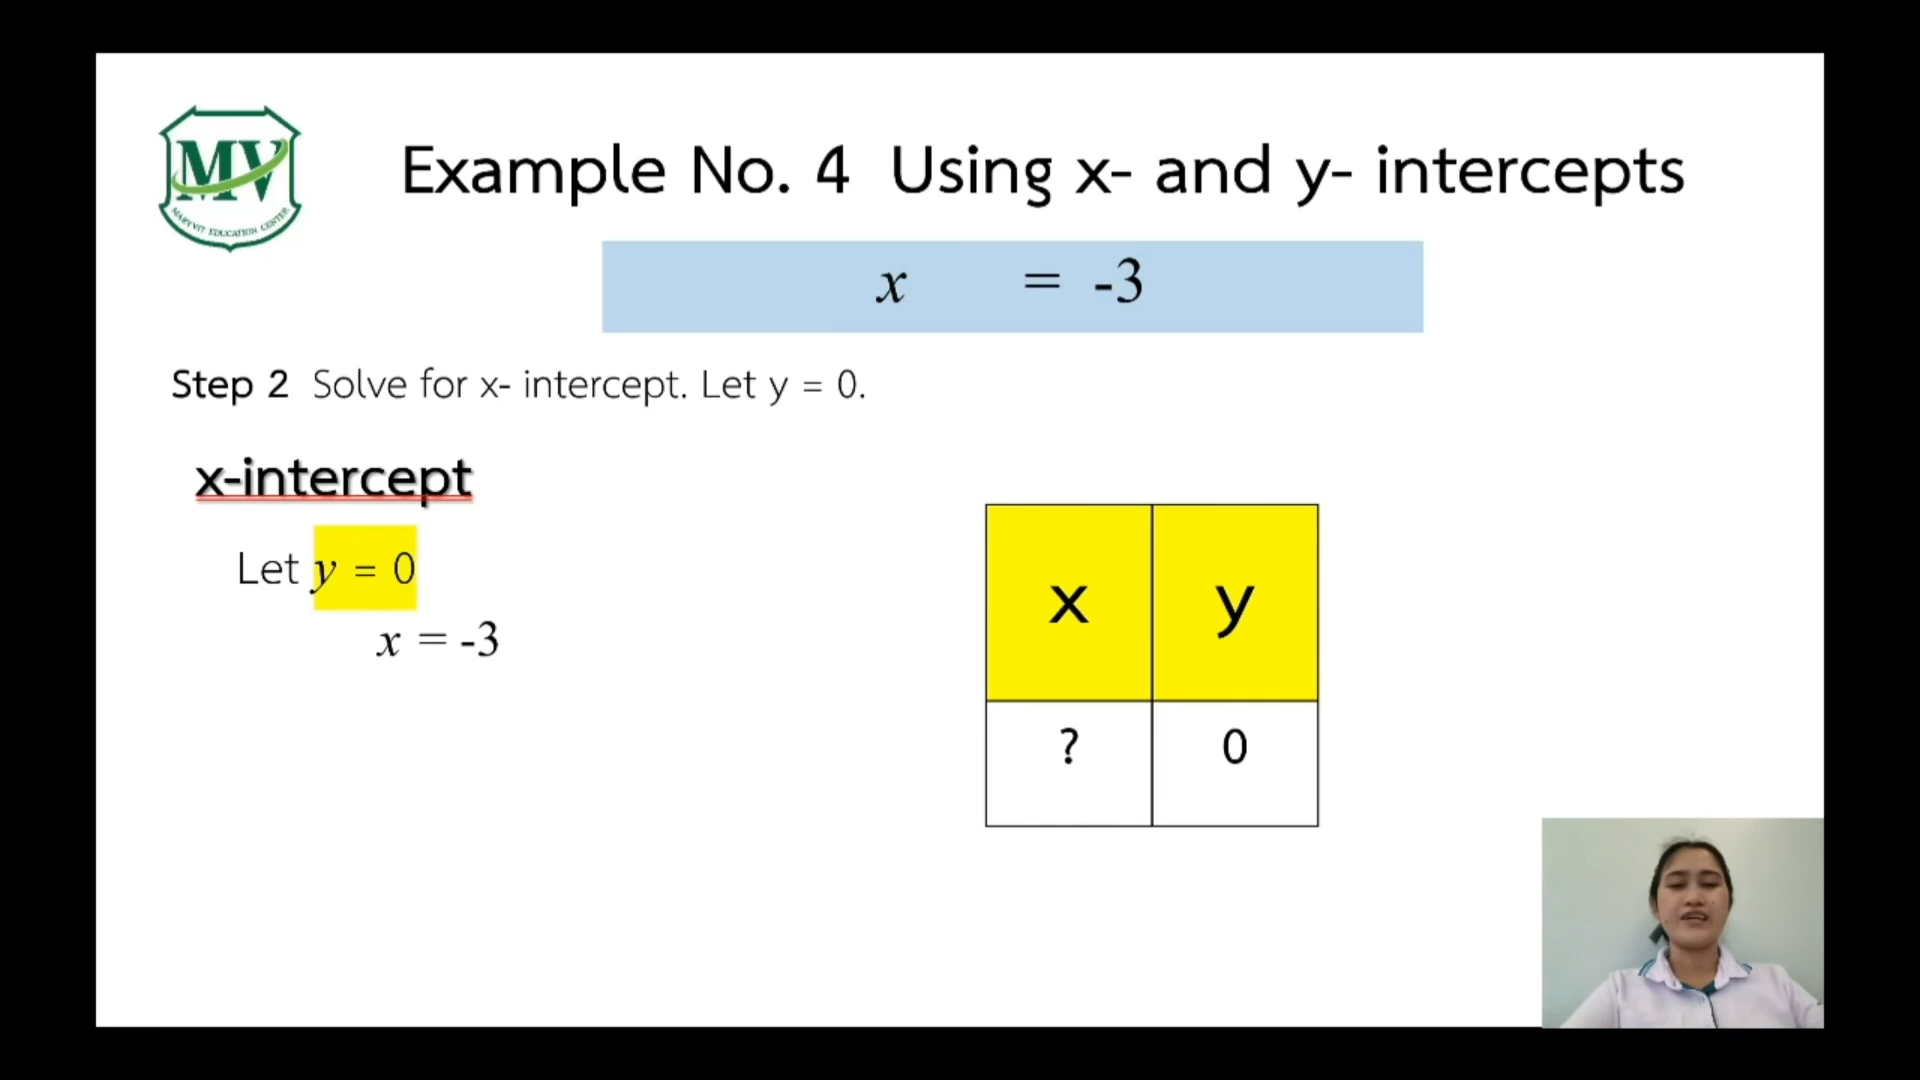 MV
MARYVIT EDUCATION CENTER
Example No. 4 Using x- and y- intercepts
x = -3
Step 2 Solve for x- intercept. Let y = 0.
x-intercept
Let y = 0
x = -3
x y
? 0